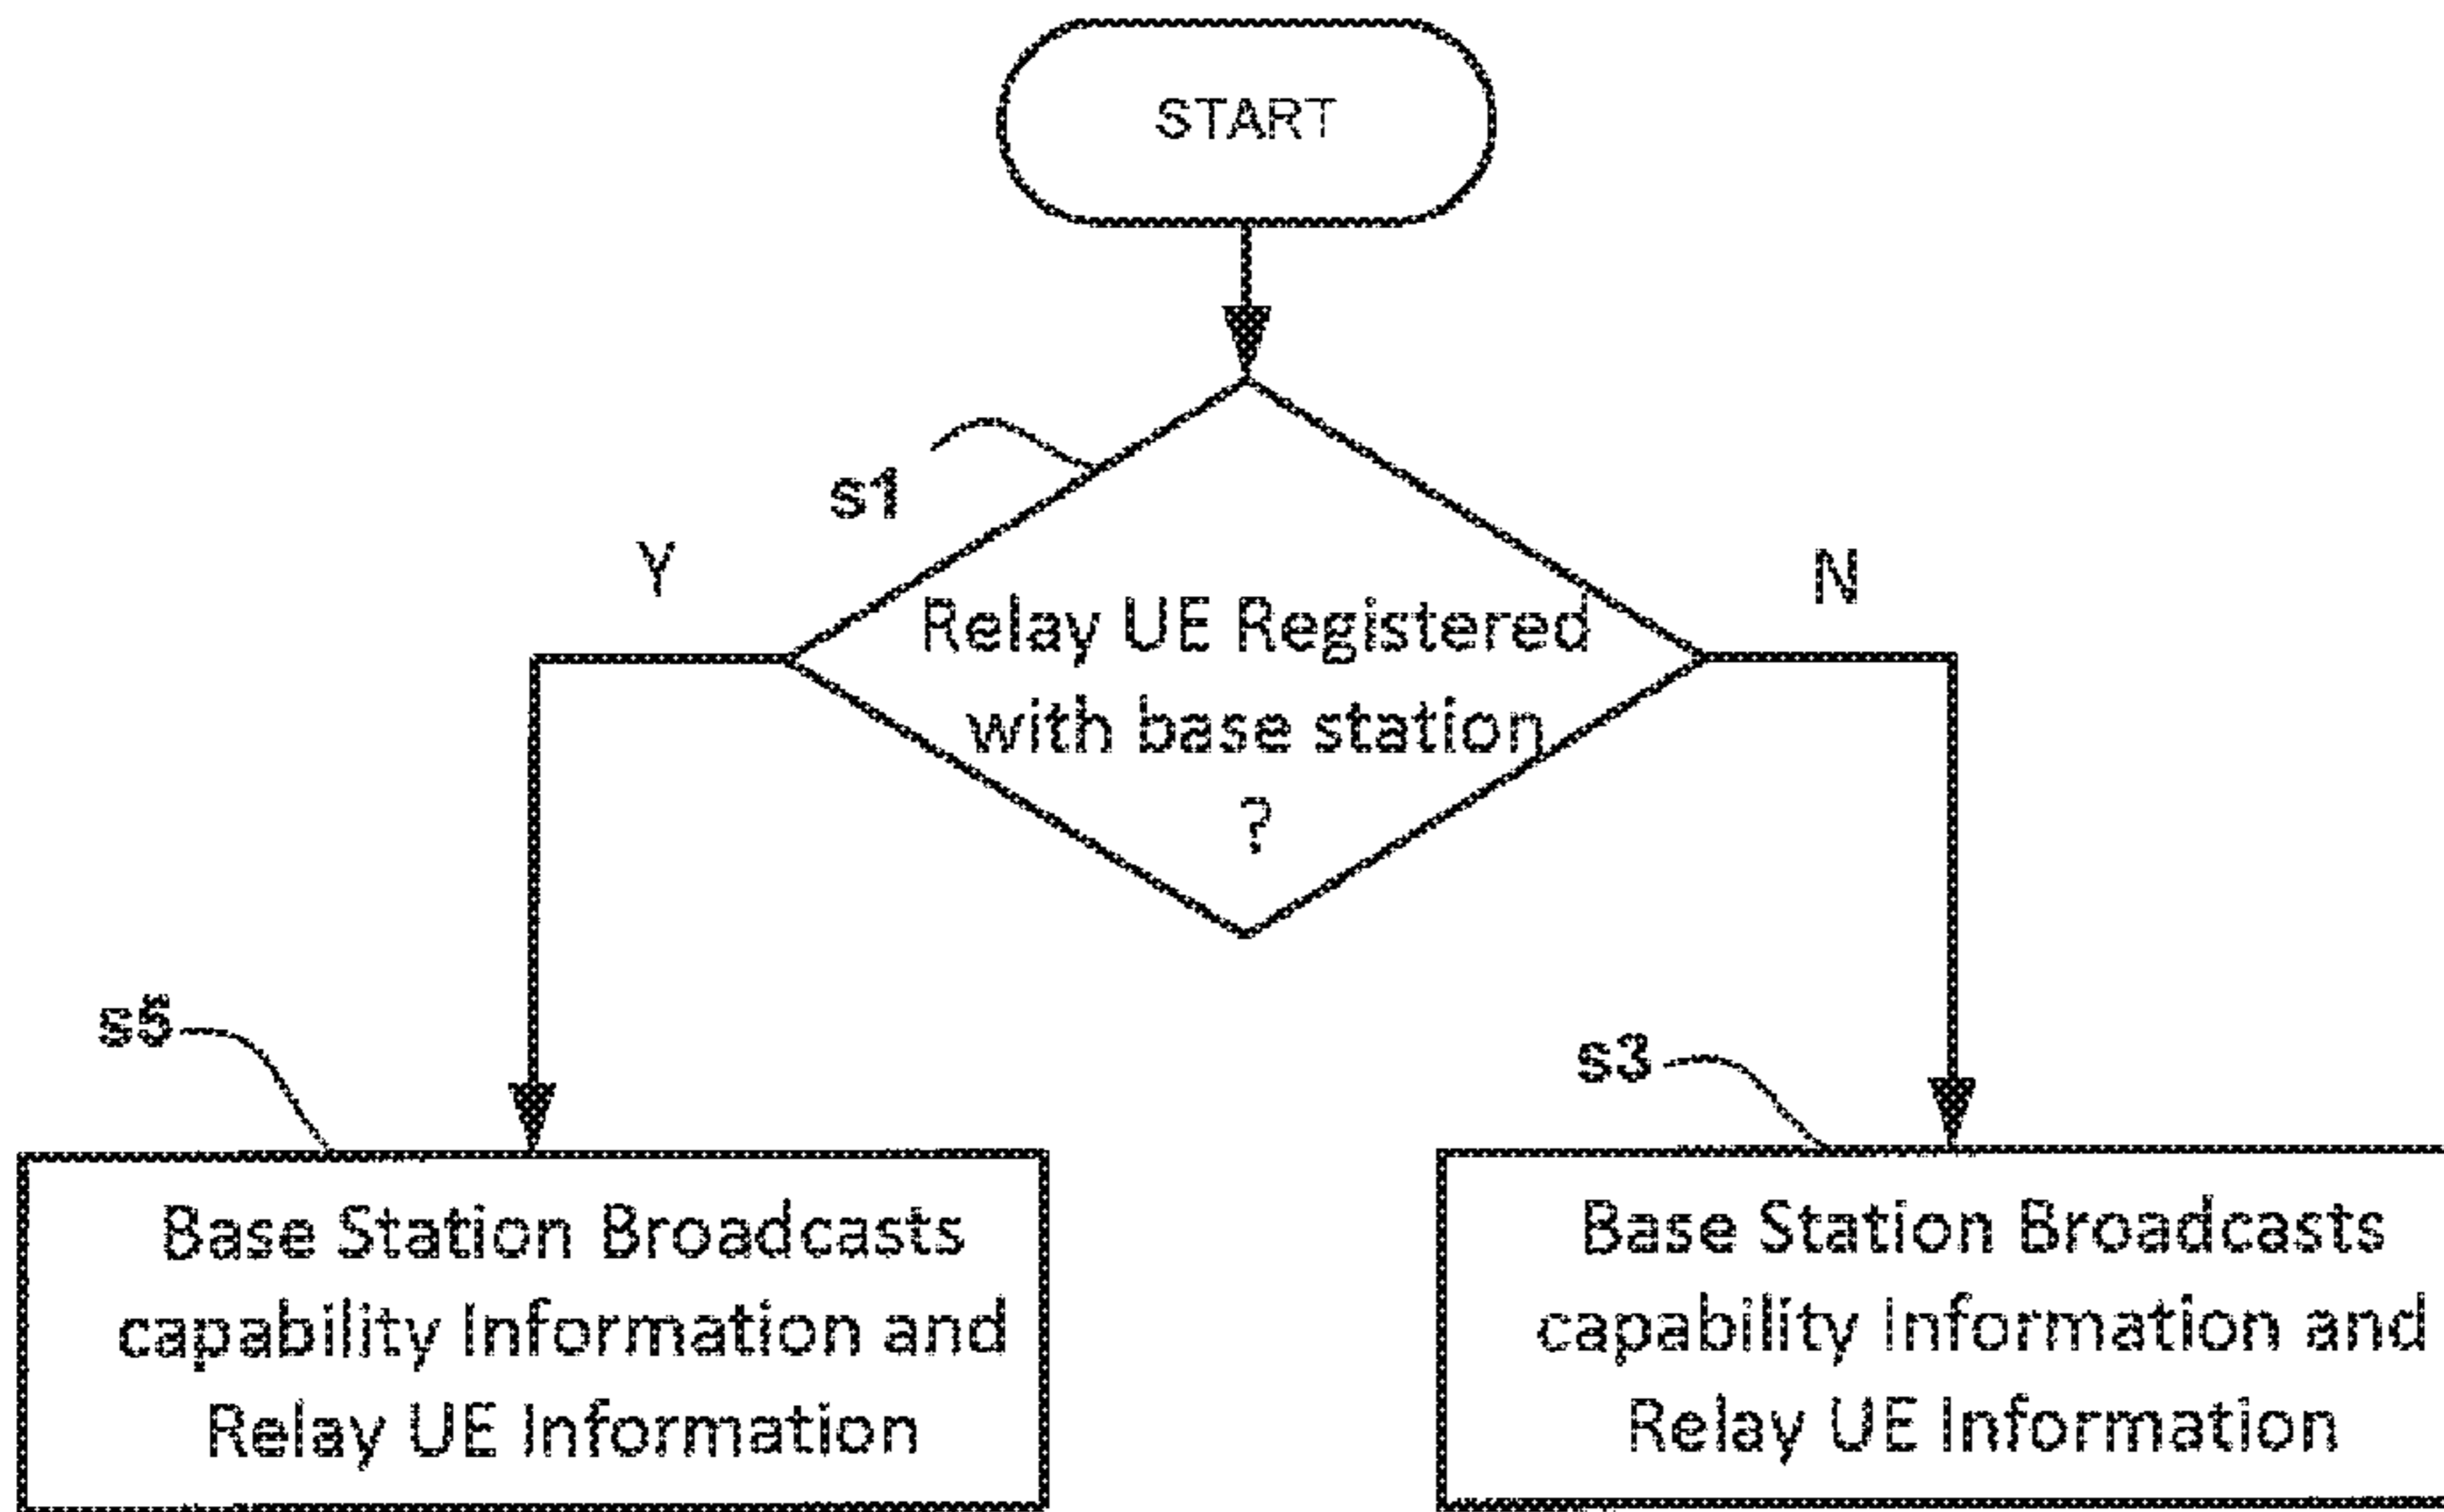 START
s1
Y
N
Relay UE Registered
with base station
?
s5
s3
Base Station Broadcasts
capability Information and
Relay UE Information
Base Station Broadcasts
capability Information and
Relay UE Information